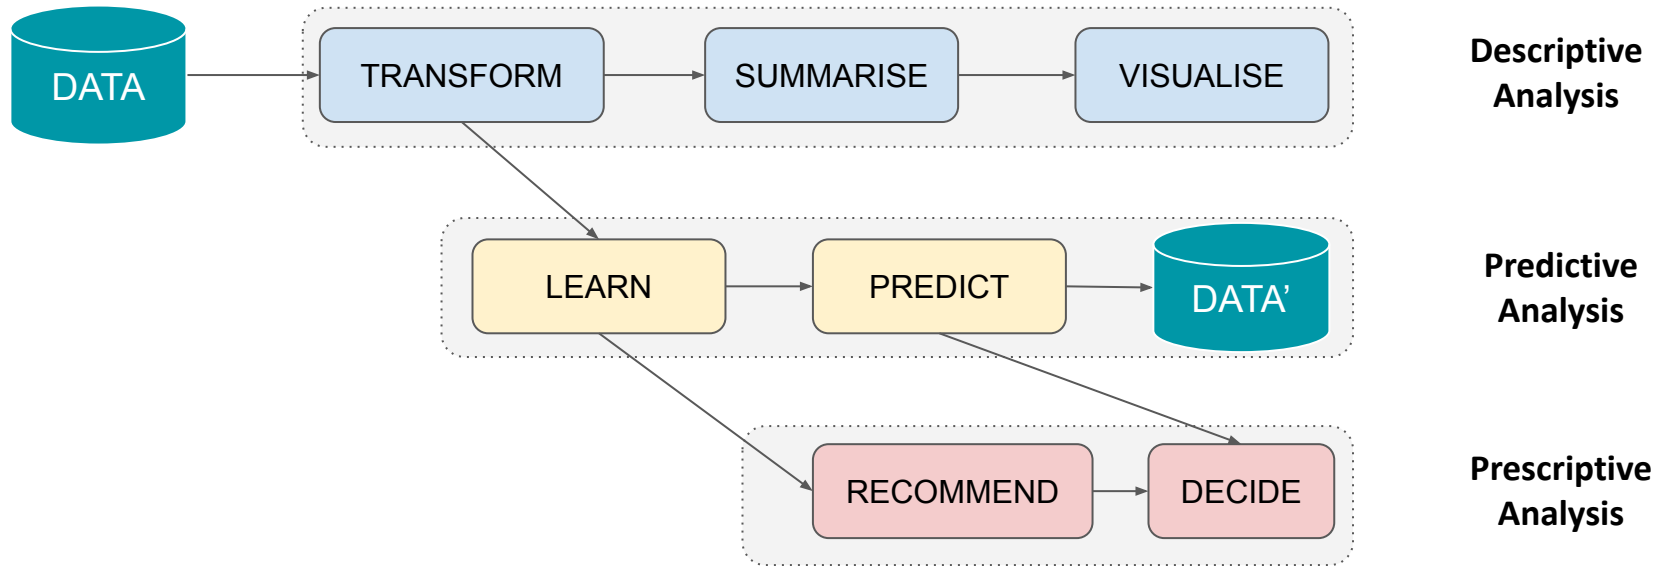 DATA
TRANSFORM
SUMMARISE
VISUALISE
Descriptive
Analysis
LEARN
PREDICT
DATA’
Predictive
Analysis
RECOMMEND
DECIDE
Prescriptive
Analysis